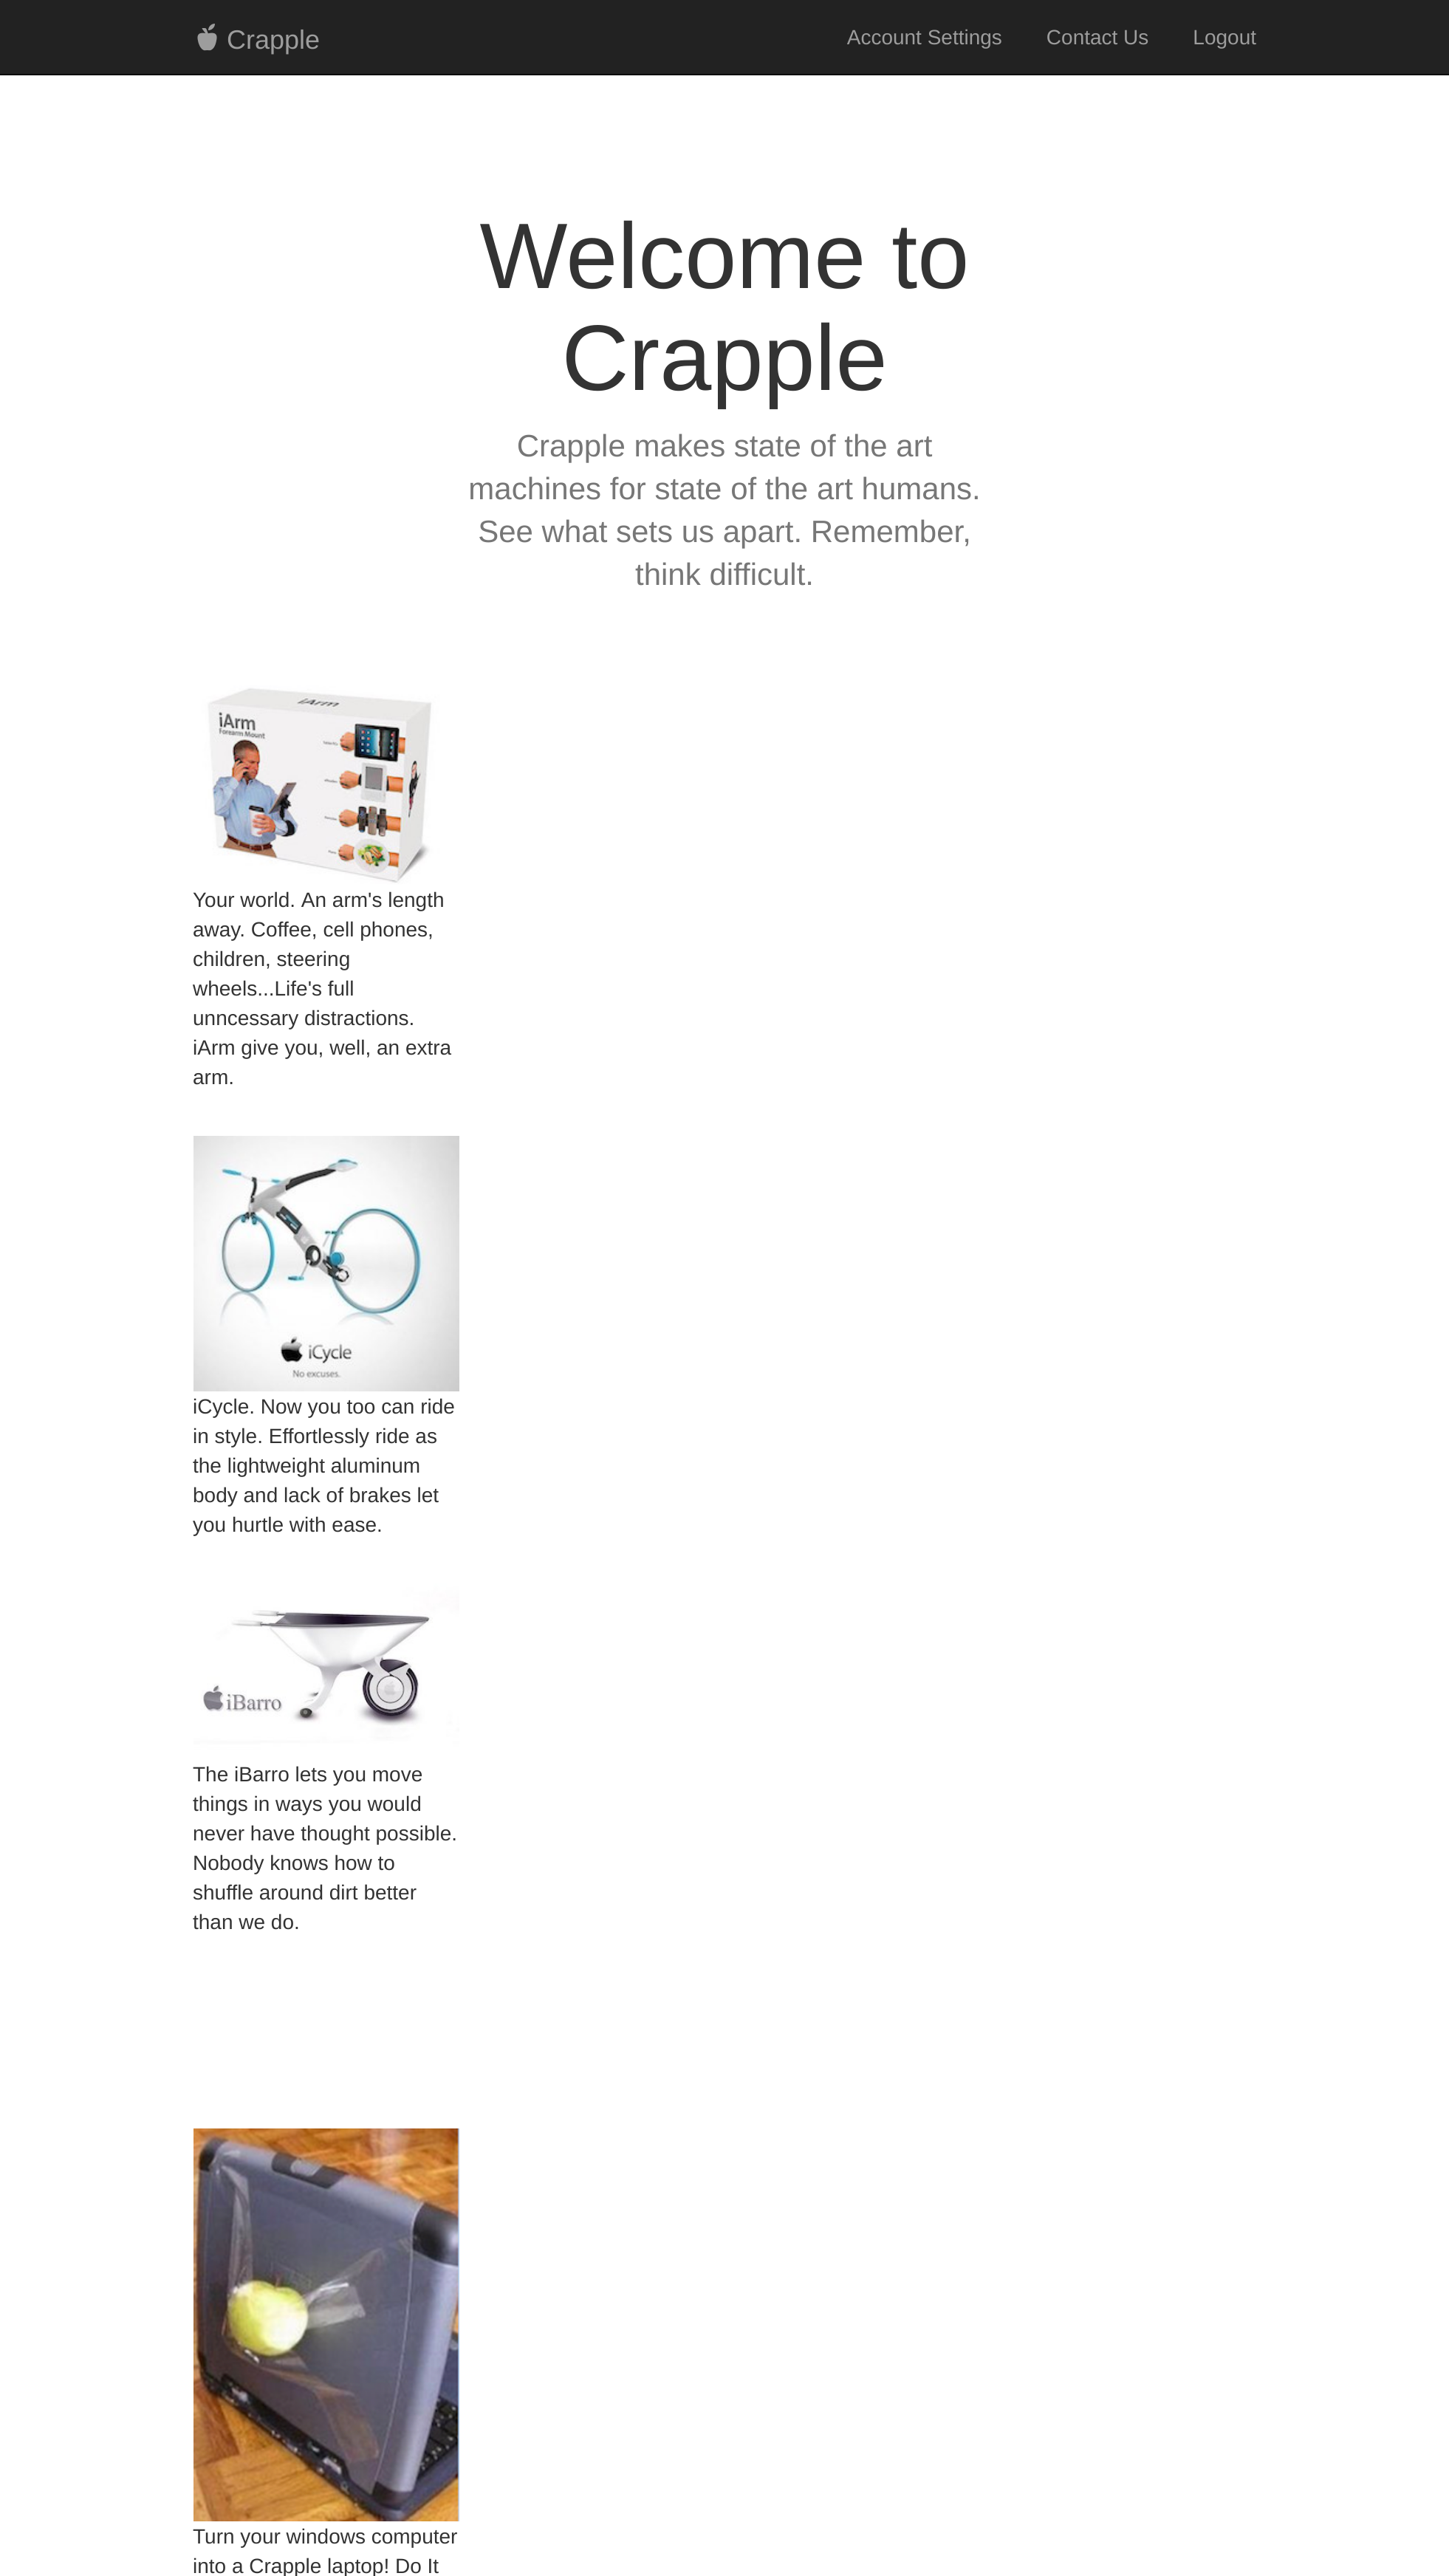 Crapple
Account Settings
Contact Us
Logout
Welcome to
Crapple
Crapple makes state of the art
machines for state of the art humans.
See what sets us apart. Remember,
think difficult.
iArm
iArm
Forearm Mount
Your world. An arm's length
away. Coffee, cell phones,
children, steering
wheels...Life's full
unncessary distractions.
iArm give you, well, an extra
arm.
iCycle
No excuses.
iCycle. Now you too can ride
in style. Effortlessly ride as
the lightweight aluminum
body and lack of brakes let
you hurtle with ease.
iBarro
The iBarro lets you move
things in ways you would
never have thought possible.
Nobody knows how to
shuffle around dirt better
than we do.
Turn your windows computer
into a Crapple laptop! Do It